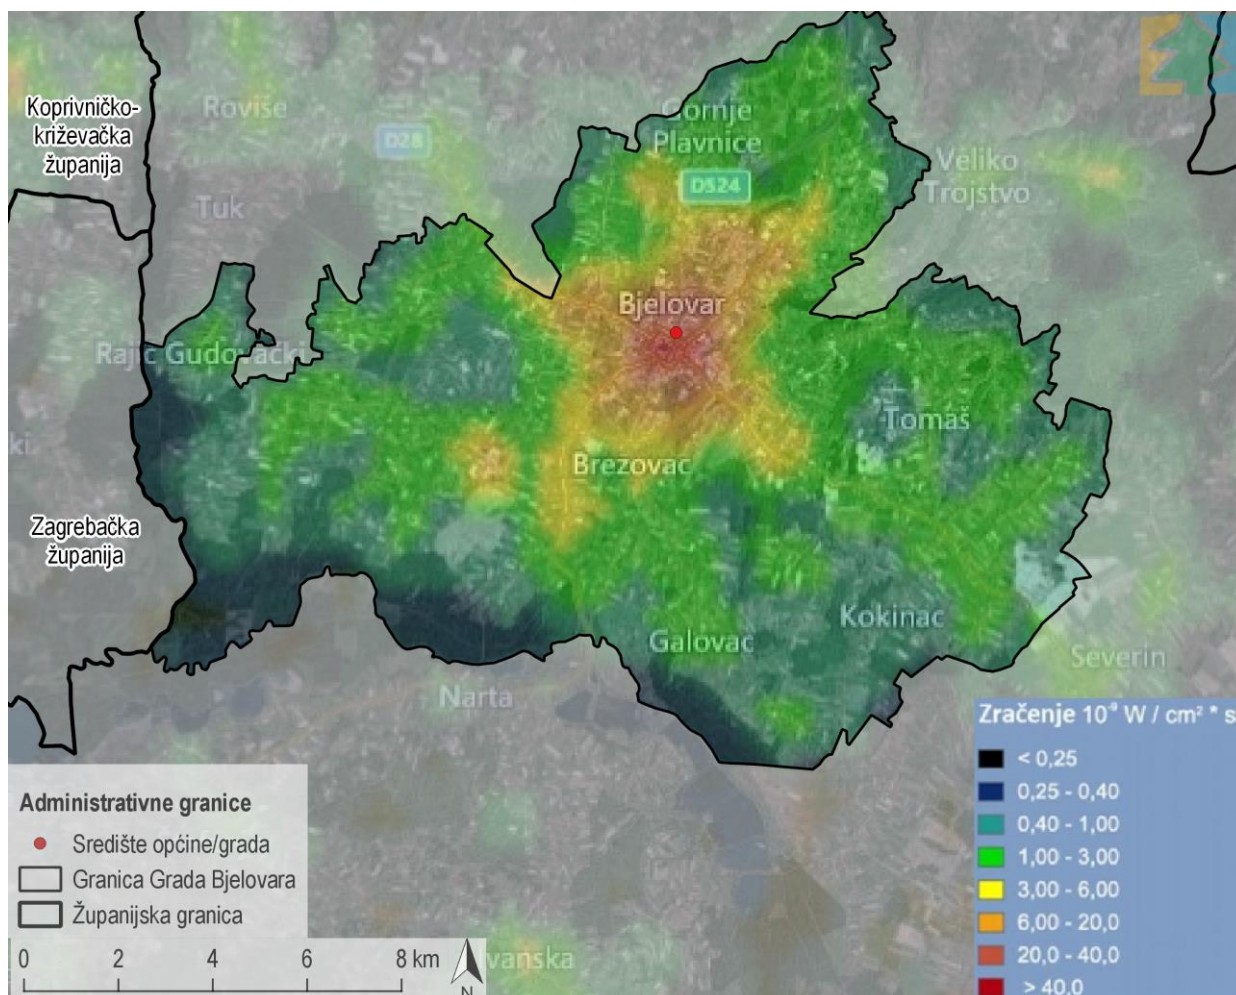 Koprivničko-
križevačka
županija
Roviše
D28
Gornje
Plavnice
D524
Veliko
Trojstvo
Tuk
Bjelovar
Rajić Gudovački
Tomaš
ki
Brezovac
Zagrebačka
županija
Kokinac
Galovac
Severin
Narta
Zračenje 10⁻⁹ W / cm² * s
< 0,25
0,25 - 0,40
0,40 - 1,00
1,00 - 3,00
3,00 - 6,00
6,00 - 20,0
20,0 - 40,0
> 40,0
Administrativne granice
Središte općine/grada
Granica Grada Bjelovara
Županijska granica
0 2 4 6 8 km
N
vanska